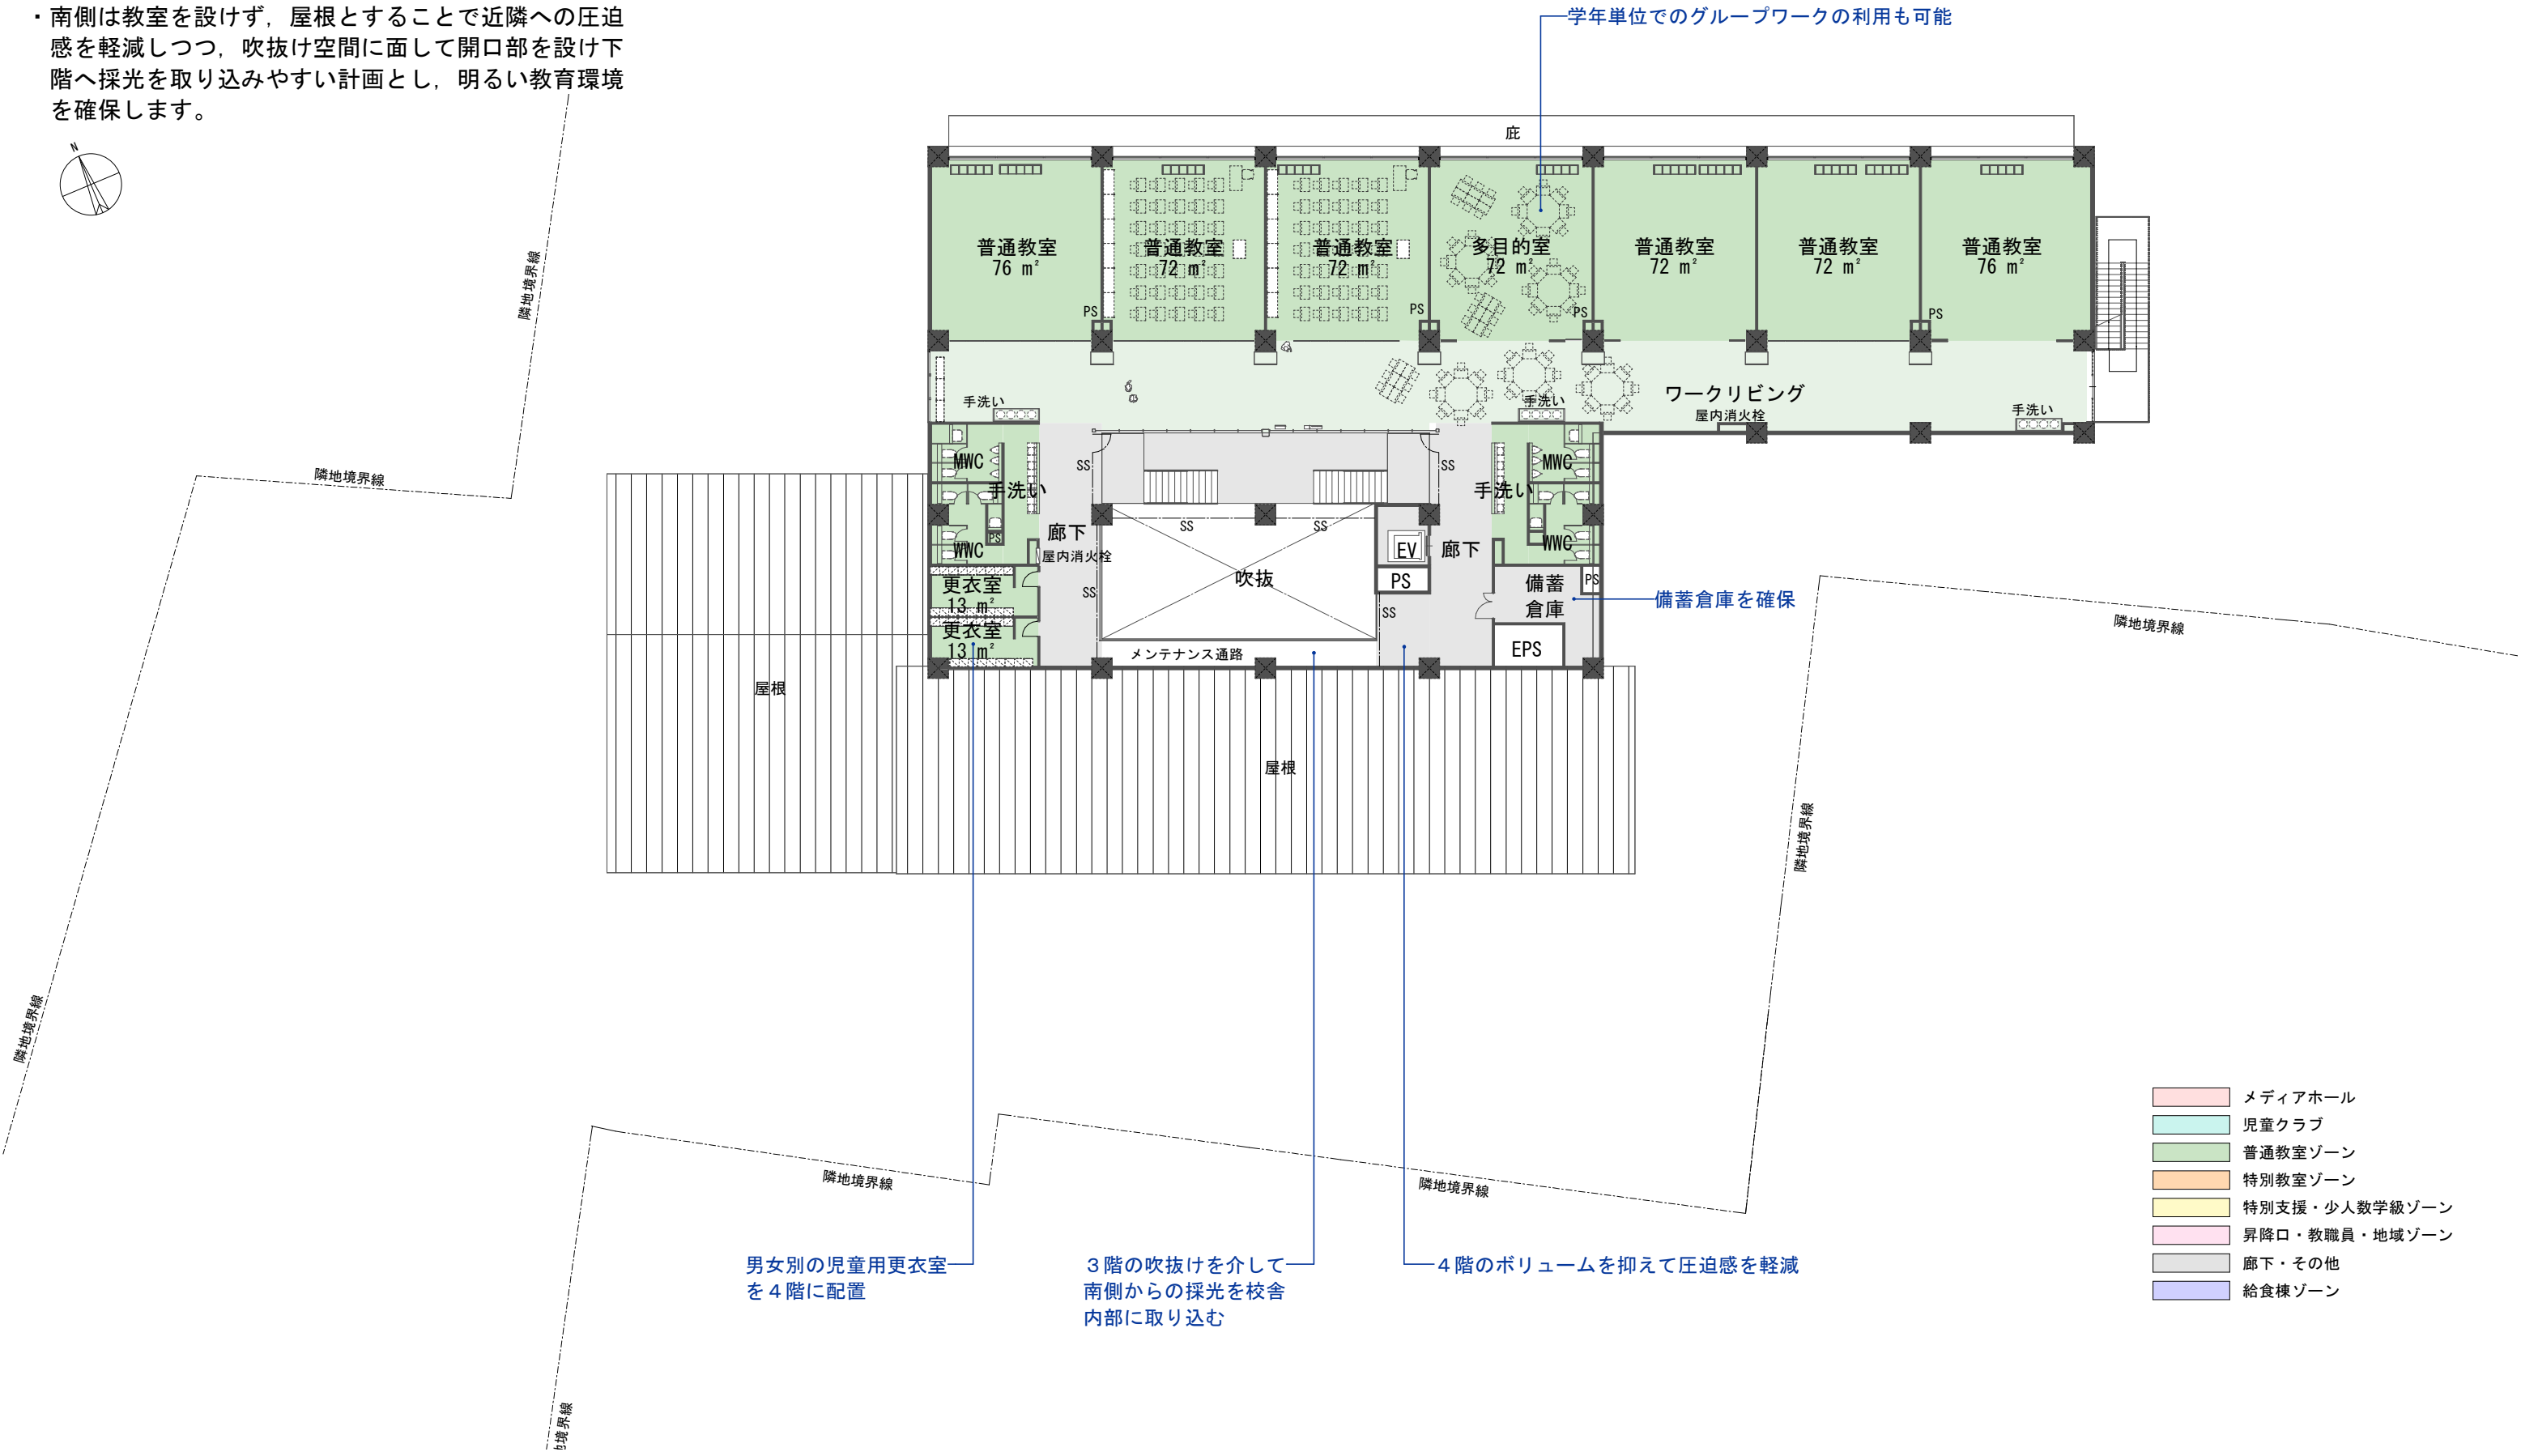 ・南側は教室を設けず，屋根とすることで近隣への圧迫
感を軽減しつつ，吹抜け空間に面して開口部を設け下
階へ採光を取り込みやすい計画とし，明るい教育環境
を確保します。
学年単位でのグループワークの利用も可能
N
庇
普通教室
76 ㎡
普通教室
72 ㎡
普通教室
72 ㎡
多目的室
72 ㎡
普通教室
72 ㎡
普通教室
72 ㎡
普通教室
76 ㎡
PS
PS
PS
PS
隣地境界線
ワークリビング
手洗い
手洗い
屋内消火栓
手洗い
隣地境界線
MWC
SS
SS
MWC
手洗い
手洗い
SS
SS
廊下
PS
WWC
屋内消火栓
EV
廊下
WWC
吹抜
PS
更衣室
13 ㎡
SS
SS
備蓄
倉庫
PS
備蓄倉庫を確保
隣地境界線
更衣室
13 ㎡
メンテナンス通路
EPS
屋根
屋根
隣地境界線
隣地境界線
隣地境界線
隣地境界線
地境界線
男女別の児童用更衣室
を４階に配置
３階の吹抜けを介して
南側からの採光を校舎
内部に取り込む
４階のボリュームを抑えて圧迫感を軽減
メディアホール
児童クラブ
普通教室ゾーン
特別教室ゾーン
特別支援・少人数学級ゾーン
昇降口・教職員・地域ゾーン
廊下・その他
給食棟ゾーン